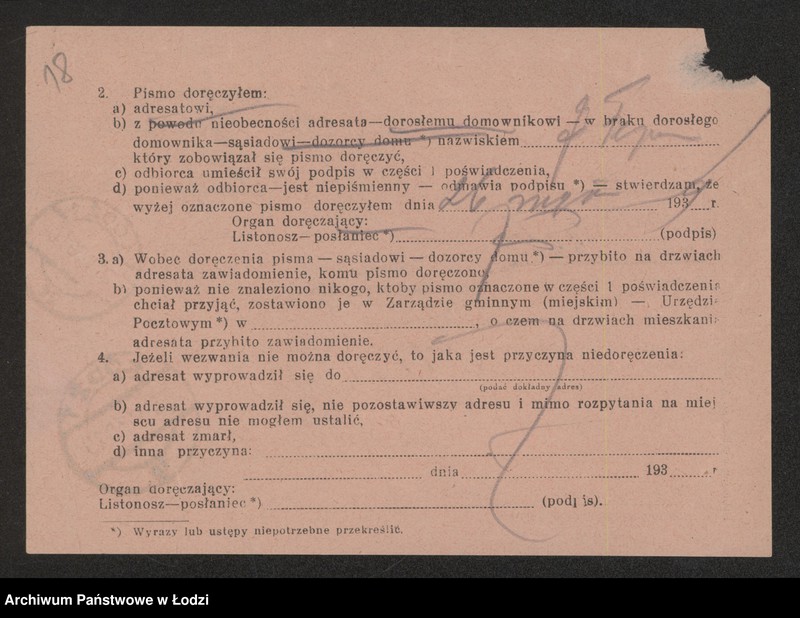 18
2. Pismo doręczyłem:
a) adresatowi,
b) z powodu nieobecności adresata—dorosłemu domownikowi — w braku dorosłego
domownika—sąsiadowi—dozorcy domu *) nazwiskiem
który zobowiązał się pismo doręczyć,
c) odbiorca umieścił swój podpis w części 1 poświadczenia,
d) ponieważ odbiorca—jest niepiśmienny — odmawia podpisu *) — stwierdzam, że
wyżej oznaczone pismo doręczyłem dnia 26 maja 193 r.
Organ doręczający:
Listonosz—posłaniec *) (podpis)
3. a) Wobec doręczenia pisma — sąsiadowi — dozorcy domu *) — przybito na drzwiach
adresata zawiadomienie, komu pismo doręczono,
b) ponieważ nie znaleziono nikogo, ktoby pismo oznaczone w części 1 poświadczenia
chciał przyjąć, zostawiono je w Zarządzie gminnym (miejskim) — Urzędzi-
Pocztowym *) w , o czem na drzwiach mieszkani
adresata przybito zawiadomienie.
4. Jeżeli wezwania nie można doręczyć, to jaka jest przyczyna niedoręczenia:
a) adresat wyprowadził się do
(podać dokładny adres)
b) adresat wyprowadził się, nie pozostawiwszy adresu i mimo rozpytania na miej
scu adresu nie mogłem ustalić,
c) adresat zmarł,
d) inna przyczyna:
dnia 193 r
Organ doręczający:
Listonosz—posłaniec *) (podpis).
*) Wyrazy lub ustępy niepotrzebne przekreślić.
Archiwum Państwowe w Łodzi